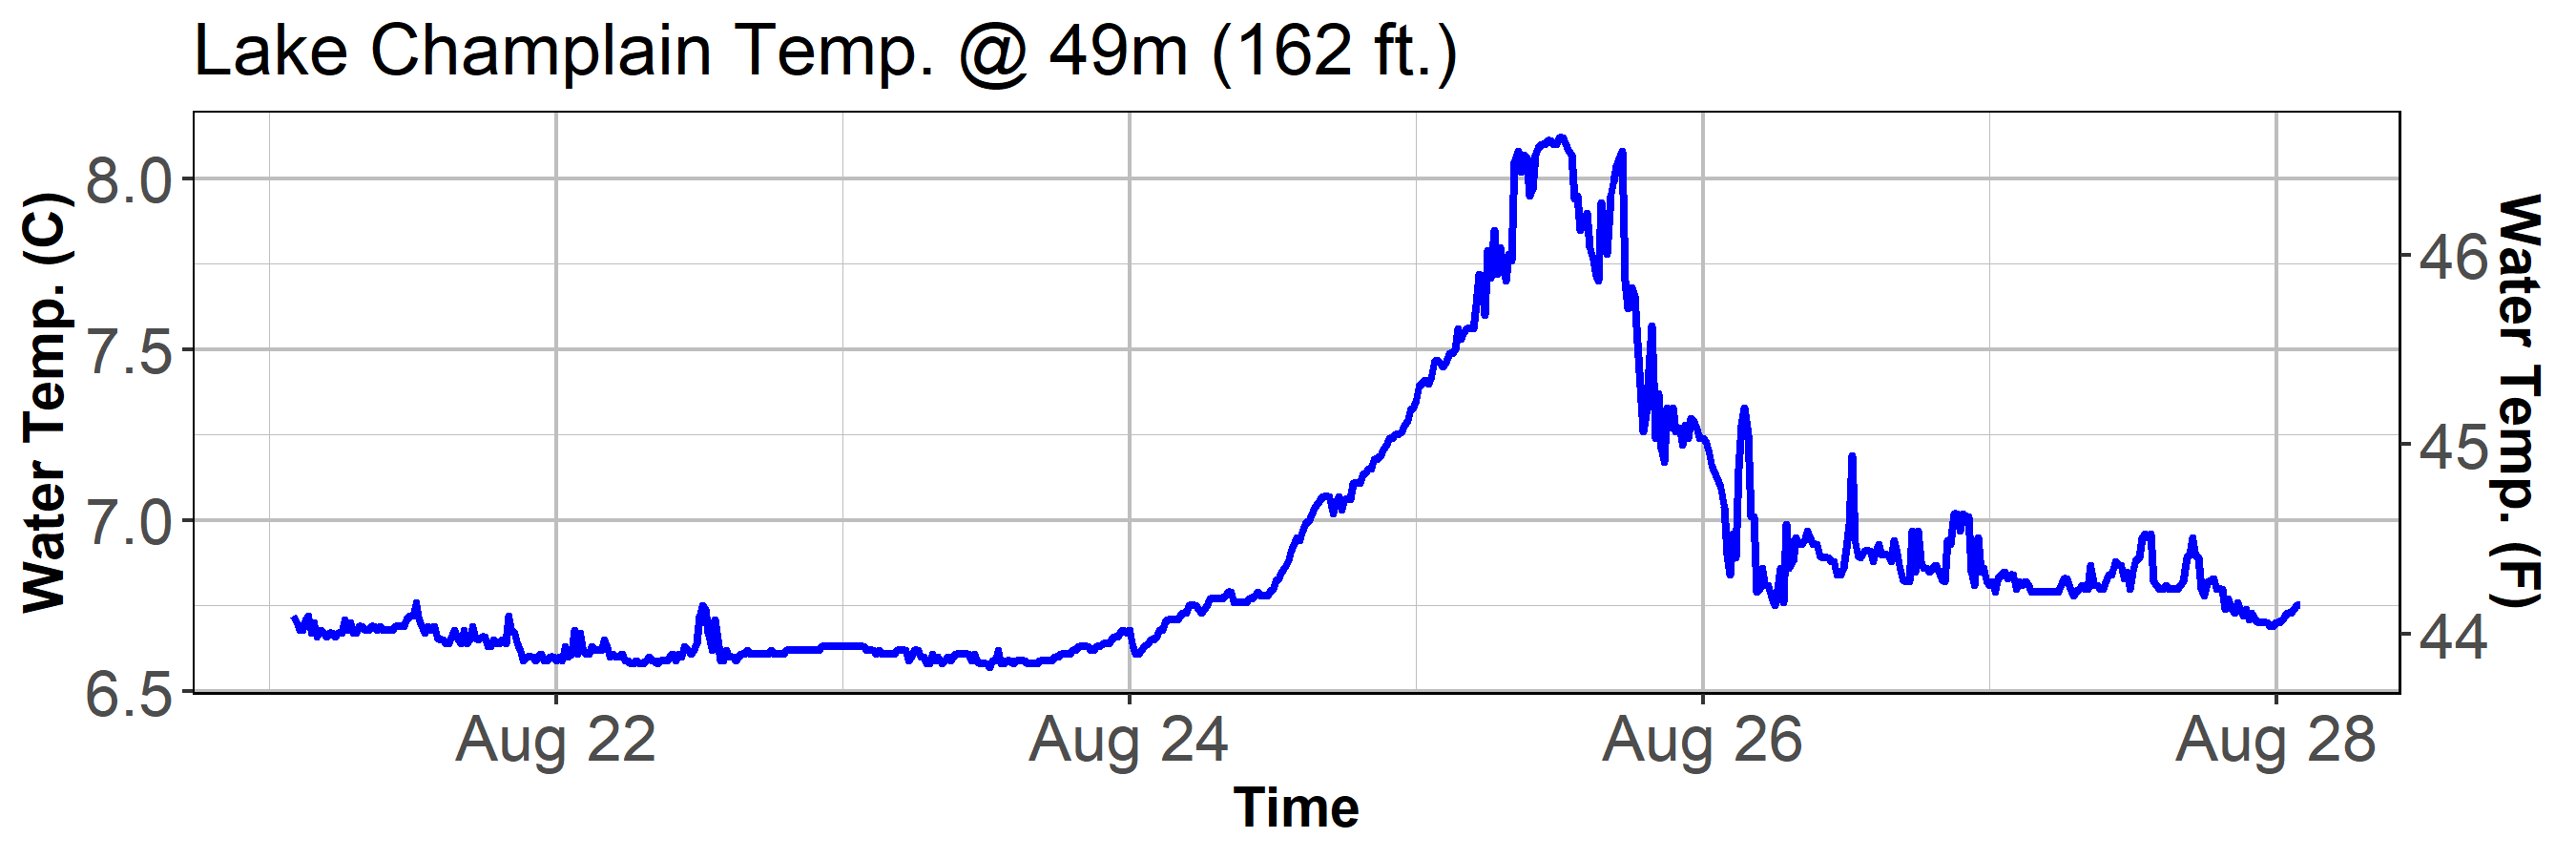 Lake Champlain Temp. @ 49m (162 ft.)
Water Temp. (C)
8.0
7.5
7.0
6.5
46
45
44
Water Temp. (F)
Aug 22
Aug 24
Aug 26
Aug 28
Time